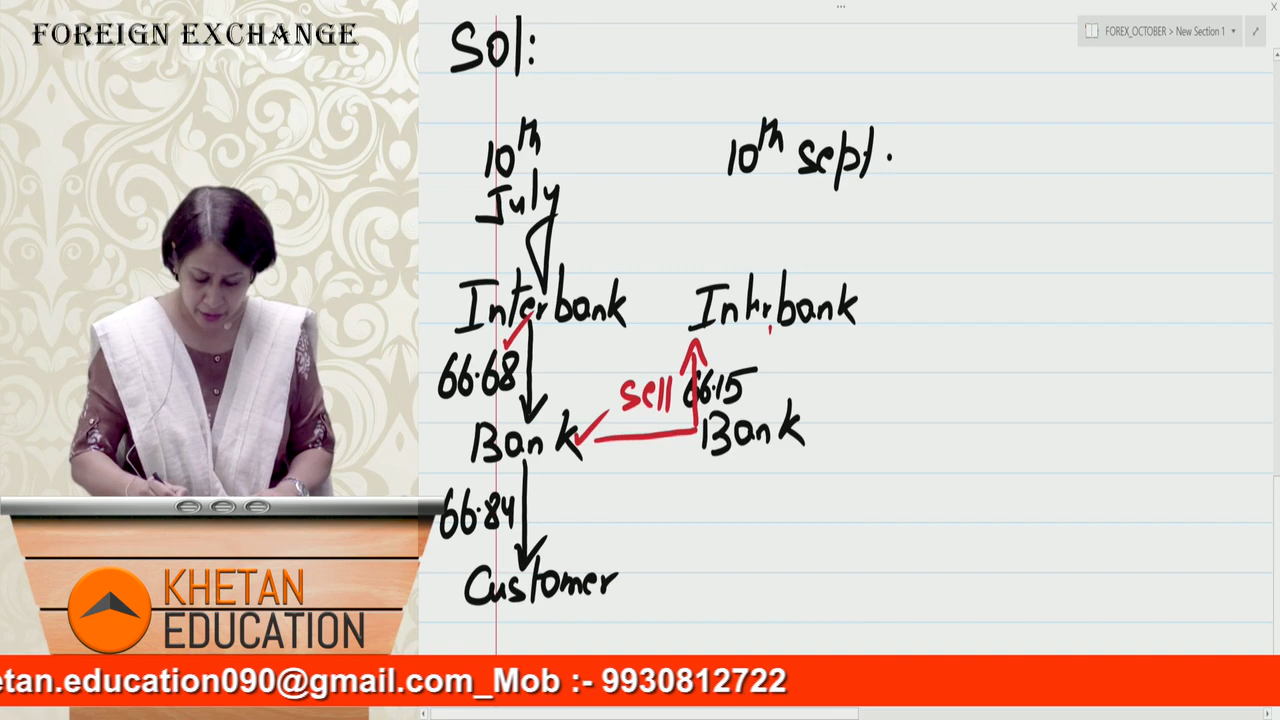 FOREIGN EXCHANGE
FOREX_OCTOBER > New Section 1
Sol:
10th July
10th sept.
Interbank
Interbank
66.68
sell
66.15
Bank
Bank
66.84
Customer
KHETAN
EDUCATION
etan.education090@gmail.com_Mob :- 9930812722